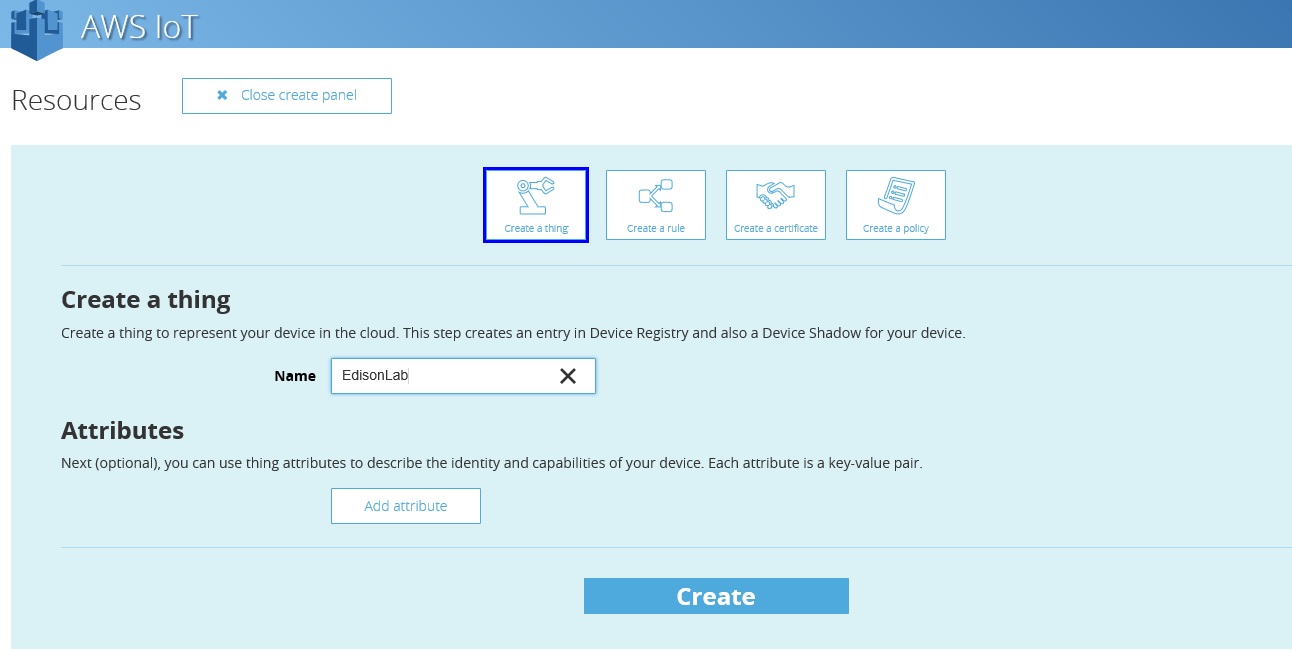 AWS IoT
Resources
Close create panel
Create a thing
Create a rule
Create a certificate
Create a policy
Create a thing
Create a thing to represent your device in the cloud. This step creates an entry in Device Registry and also a Device Shadow for your device.
Name
EdisonLab
Attributes
Next (optional), you can use thing attributes to describe the identity and capabilities of your device. Each attribute is a key-value pair.
Add attribute
Create